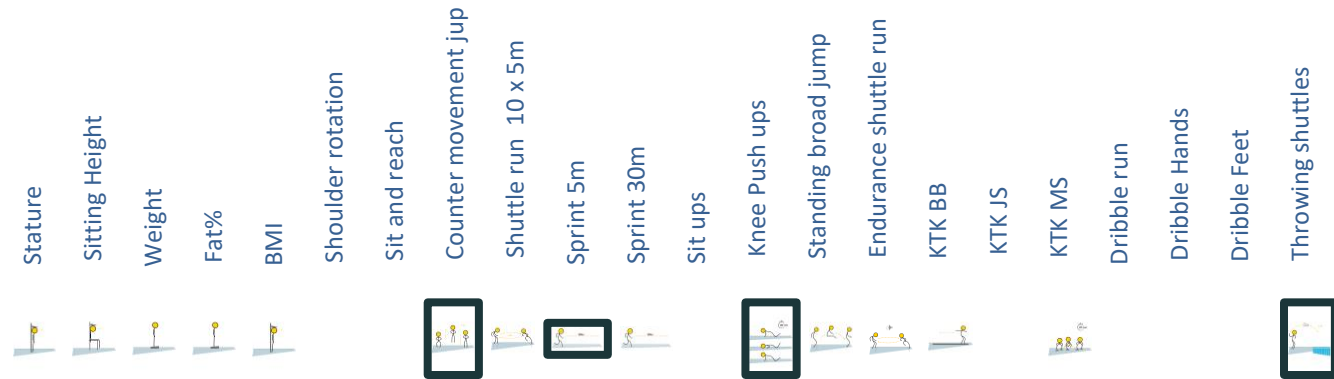 Stature
Sitting Height
Weight
Fat%
BMI
Shoulder rotation
Sit and reach
Counter movement jup
Shuttle run 10 x 5m
Sprint 5m
Sprint 30m
Sit ups
Knee Push ups
Standing broad jump
Endurance shuttle run
KTK BB
KTK JS
KTK MS
Dribble run
Dribble Hands
Dribble Feet
Throwing shuttles